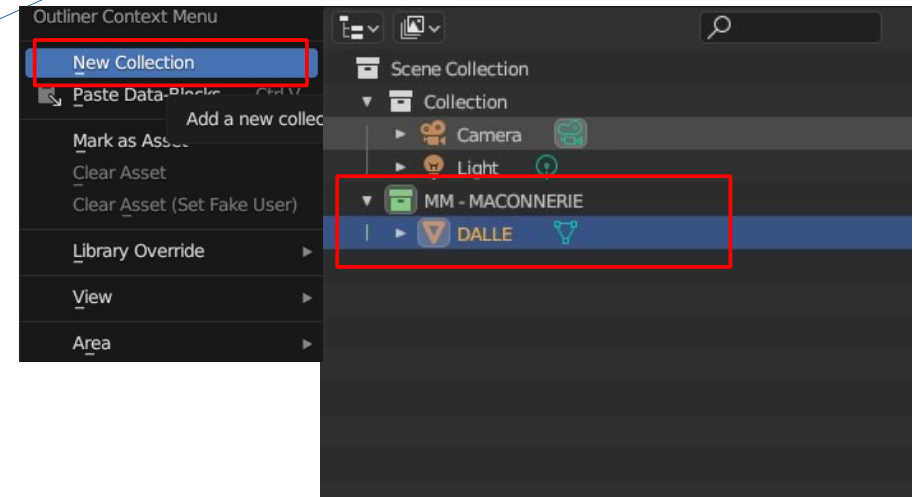 Outliner Context Menu
New Collection
Paste Data-Blocks Ctrl V
Add a new collec
Mark as Asset
Clear Asset
Clear Asset (Set Fake User)
Library Override
View
Area
Scene Collection
Collection
Camera
Light
MM - MACONNERIE
DALLE